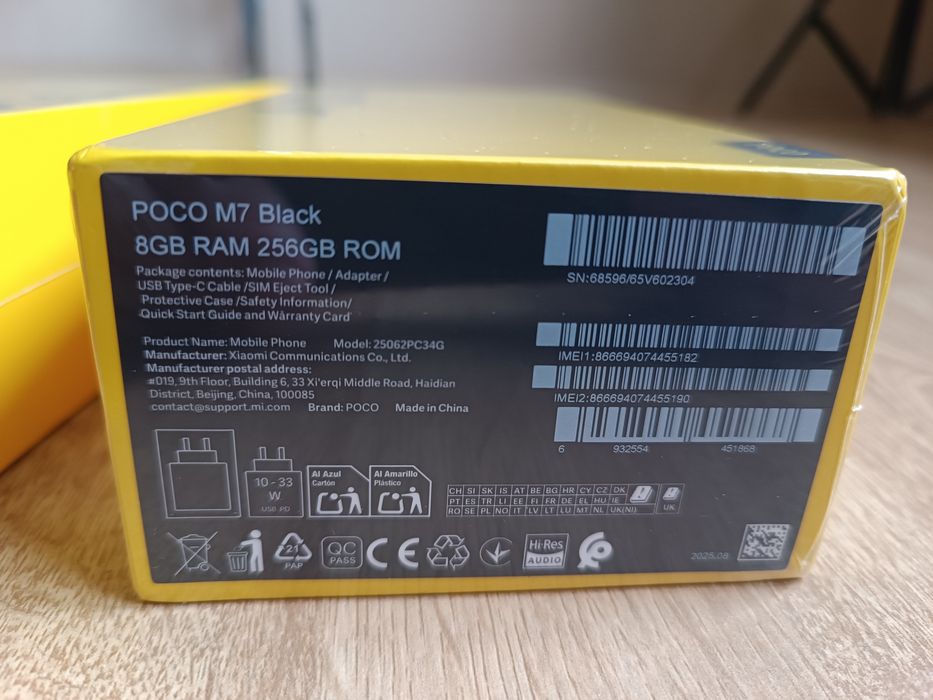 POCO M7 Black
8GB RAM 256GB ROM
Package contents: Mobile Phone / Adapter /
USB Type-C Cable /SIM Eject Tool /
Protective Case /Safety Information/
Quick Start Guide and Warranty Card
SN:68596/65V602304
Product Name: Mobile Phone Model: 25062PC34G
Manufacturer: Xiaomi Communications Co., Ltd.
Manufacturer postal address:
#019, 9th Floor, Building 6, 33 Xi'erqi Middle Road, Haidian
District, Beijing, China, 100085
contact@support.mi.com Brand: POCO Made in China
IMEI1:866694074455182
IMEI2:866694074455190
6 932554 451868
10 - 33
W
USB PD
Al Azul
Cartón
Al Amarillo
Plástico
CH SI SK IS AT BE BG HR CY CZ DK
PT ES TR LI EE FI FR DE EL HU IE
RO SE PL NO IT LV LT LU MT NL UK(NI)
UK
21
PAP
QC
PASS
CE
Hi-Res
AUDIO
2025.08